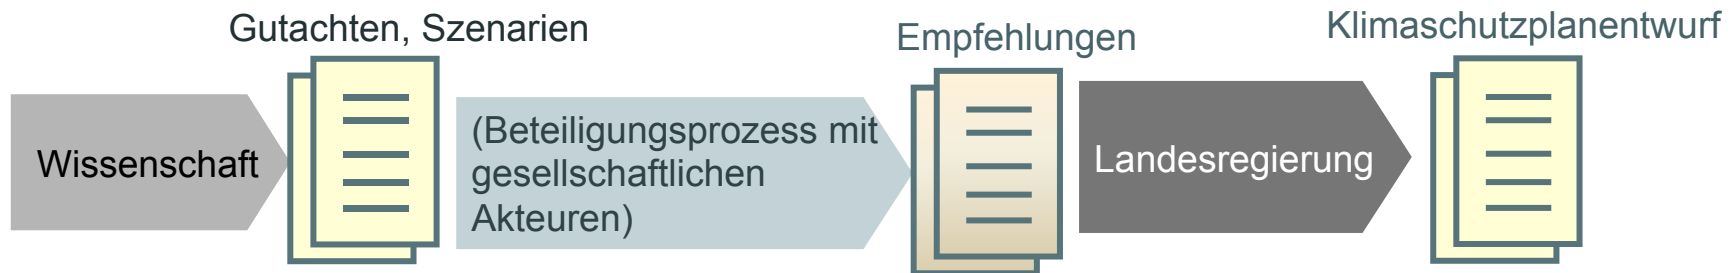 Gutachten, Szenarien
Empfehlungen
Klimaschutzplanentwurf
Wissenschaft
(Beteiligungsprozess mit
gesellschaftlichen
Akteuren)
Landesregierung